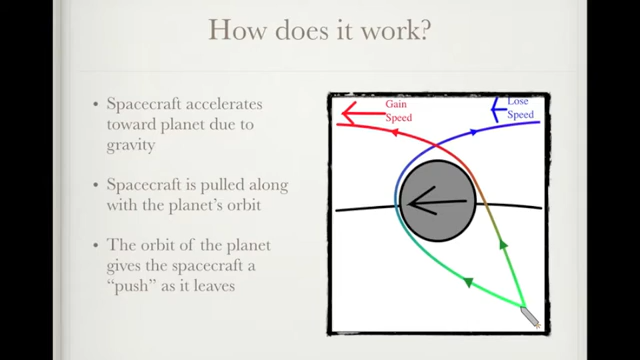 How does it work?
• Spacecraft accelerates
toward planet due to
gravity
• Spacecraft is pulled along
with the planet's orbit
• The orbit of the planet
gives the spacecraft a
“push” as it leaves
Gain
Speed
Lose
Speed